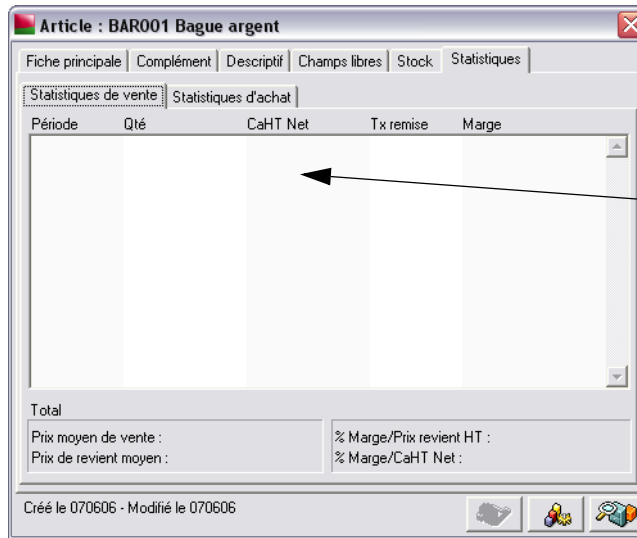 Article : BAR001 Bague argent
Fiche principale Complément Descriptif Champs libres Stock Statistiques
Statistiques de vente Statistiques d'achat
Période Qté CaHT Net Tx remise Marge
Total
Prix moyen de vente : % Marge/Prix revient HT :
Prix de revient moyen : % Marge/CaHT Net :
Créé le 070606 - Modifié le 070606